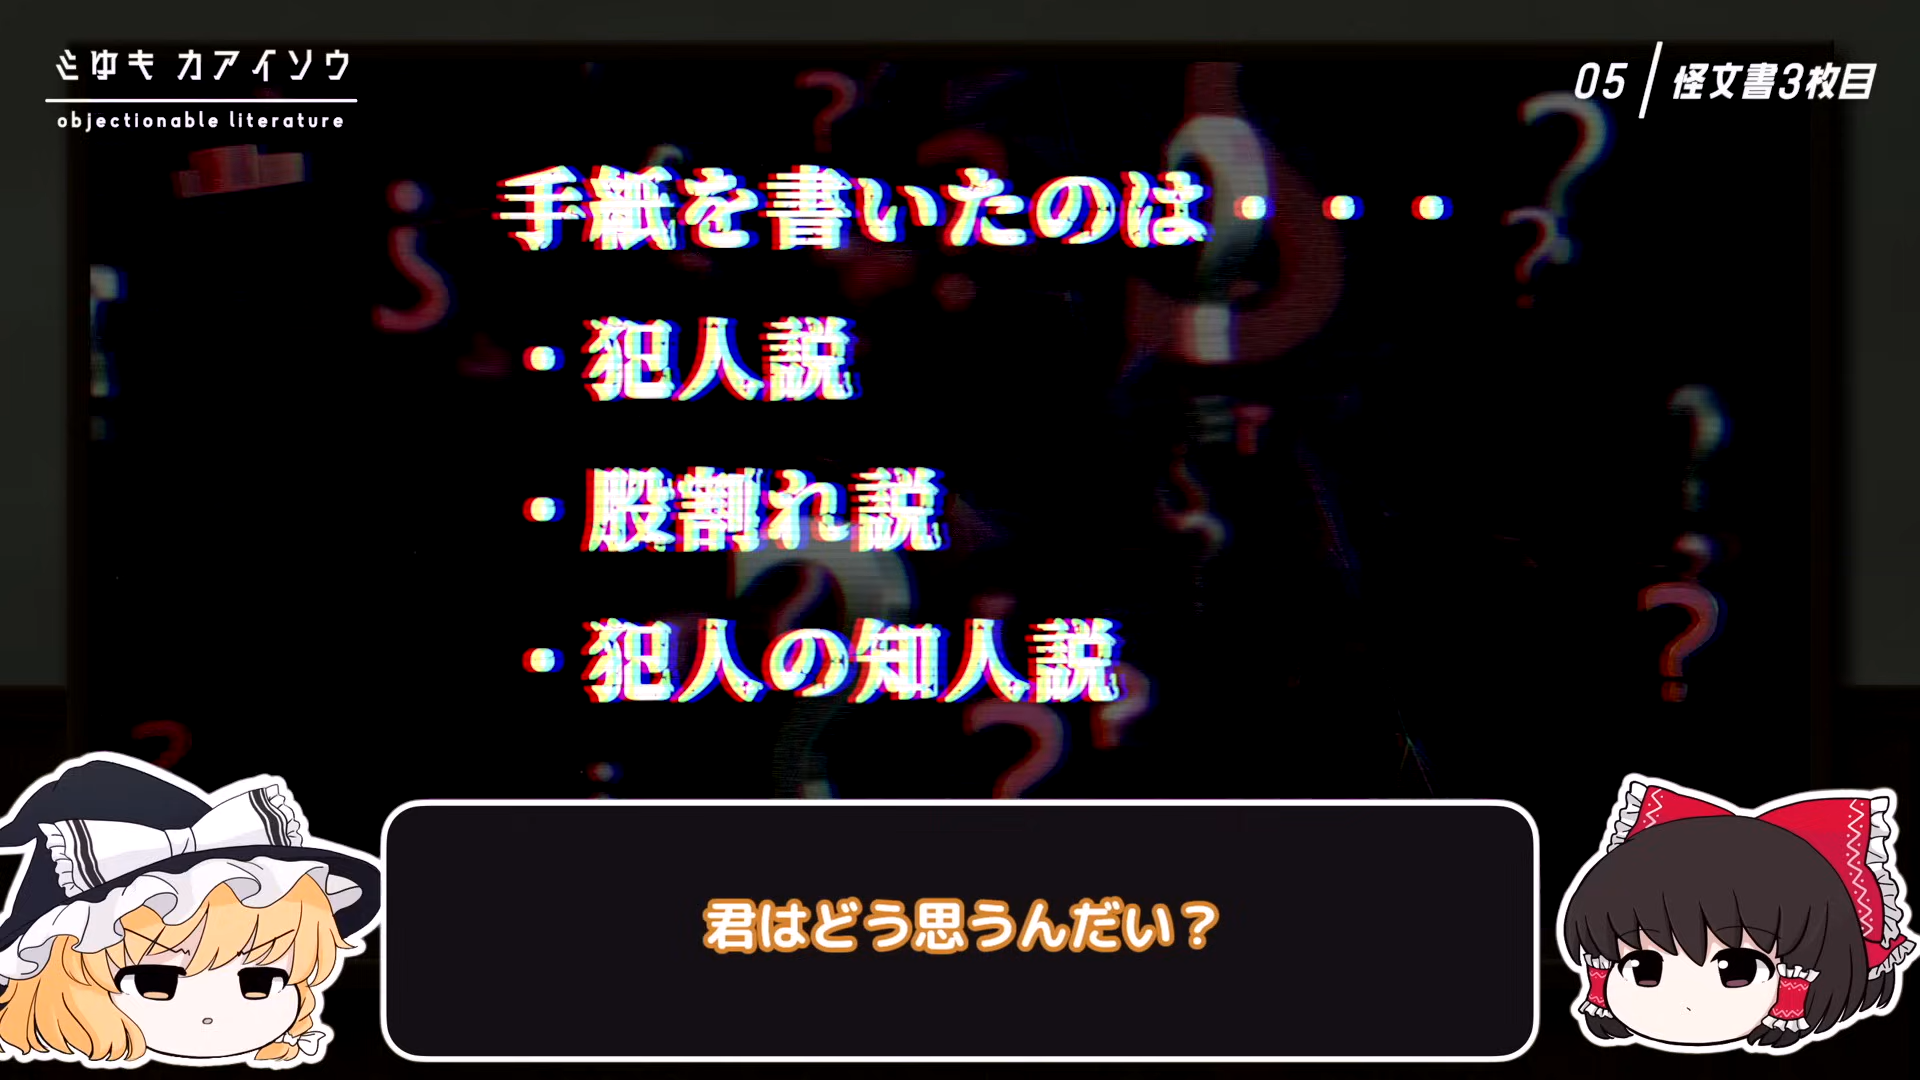 ミゆキ カアイソウ
objectionable literature
05 怪文書3枚目
手紙を書いたのは・・・
・犯人説
・股割れ説
・犯人の知人説
君はどう思うんだい？